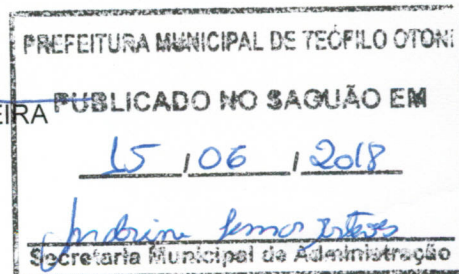 PREFEITURA MUNICIPAL DE TEÓFILO OTONI
EIRA
PUBLICADO NO SAGUÃO EM
15 / 06 / 2018
Secretaria Municipal de Administração